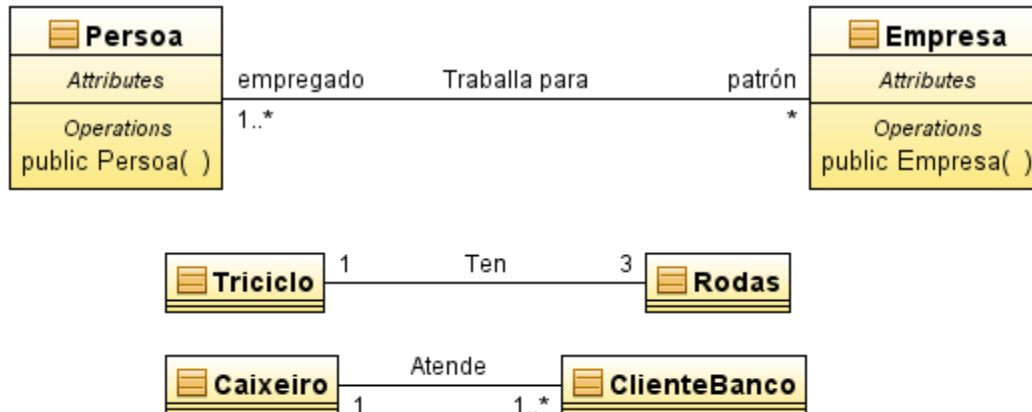 Persoa
Attributes
Operations
public Persoa( )
empregado Traballa para patrón
1..* *
Empresa
Attributes
Operations
public Empresa( )
Triciclo 1 Ten 3 Rodas
Caixeiro Atende ClienteBanco
1 1..*